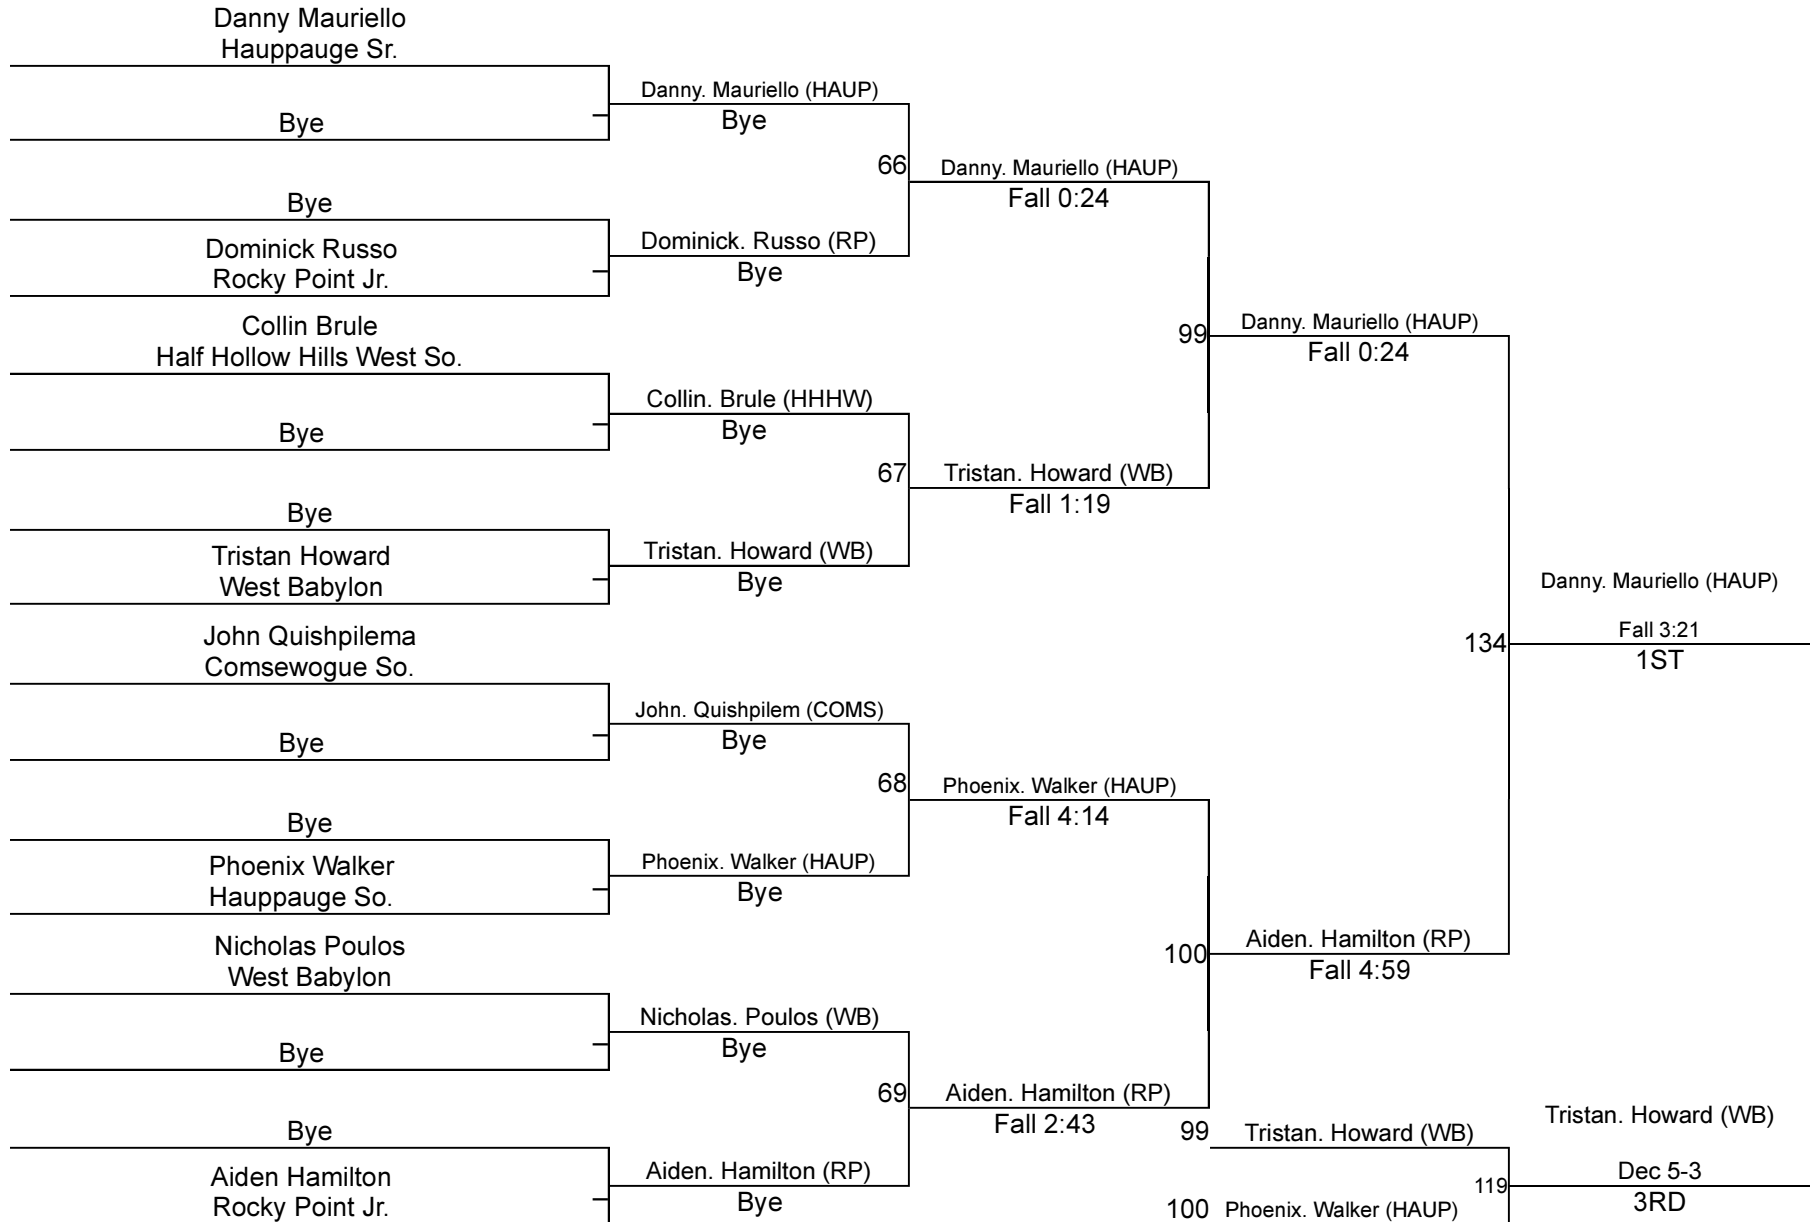 Danny Mauriello
Hauppauge Sr.
Bye
Bye
Dominick Russo
Rocky Point Jr.
Collin Brule
Half Hollow Hills West So.
Bye
Bye
Tristan Howard
West Babylon
John Quishpilema
Comsewogue So.
Bye
Bye
Phoenix Walker
Hauppauge So.
Nicholas Poulos
West Babylon
Bye
Bye
Aiden Hamilton
Rocky Point Jr.
Danny. Mauriello (HAUP)
Bye
66
Dominick. Russo (RP)
Bye
Collin. Brule (HHHW)
Bye
67
Tristan. Howard (WB)
Bye
John. Quishpilem (COMS)
Bye
68
Phoenix. Walker (HAUP)
Bye
Nicholas. Poulos (WB)
Bye
69
Aiden. Hamilton (RP)
Bye
Danny. Mauriello (HAUP)
Fall 0:24
99
Tristan. Howard (WB)
Fall 1:19
Phoenix. Walker (HAUP)
Fall 4:14
100
Aiden. Hamilton (RP)
Fall 2:43
Danny. Mauriello (HAUP)
Fall 0:24
134
Aiden. Hamilton (RP)
Fall 4:59
Danny. Mauriello (HAUP)
Fall 3:21
1ST
99 Tristan. Howard (WB)
119
100 Phoenix. Walker (HAUP)
Tristan. Howard (WB)
Dec 5-3
3RD